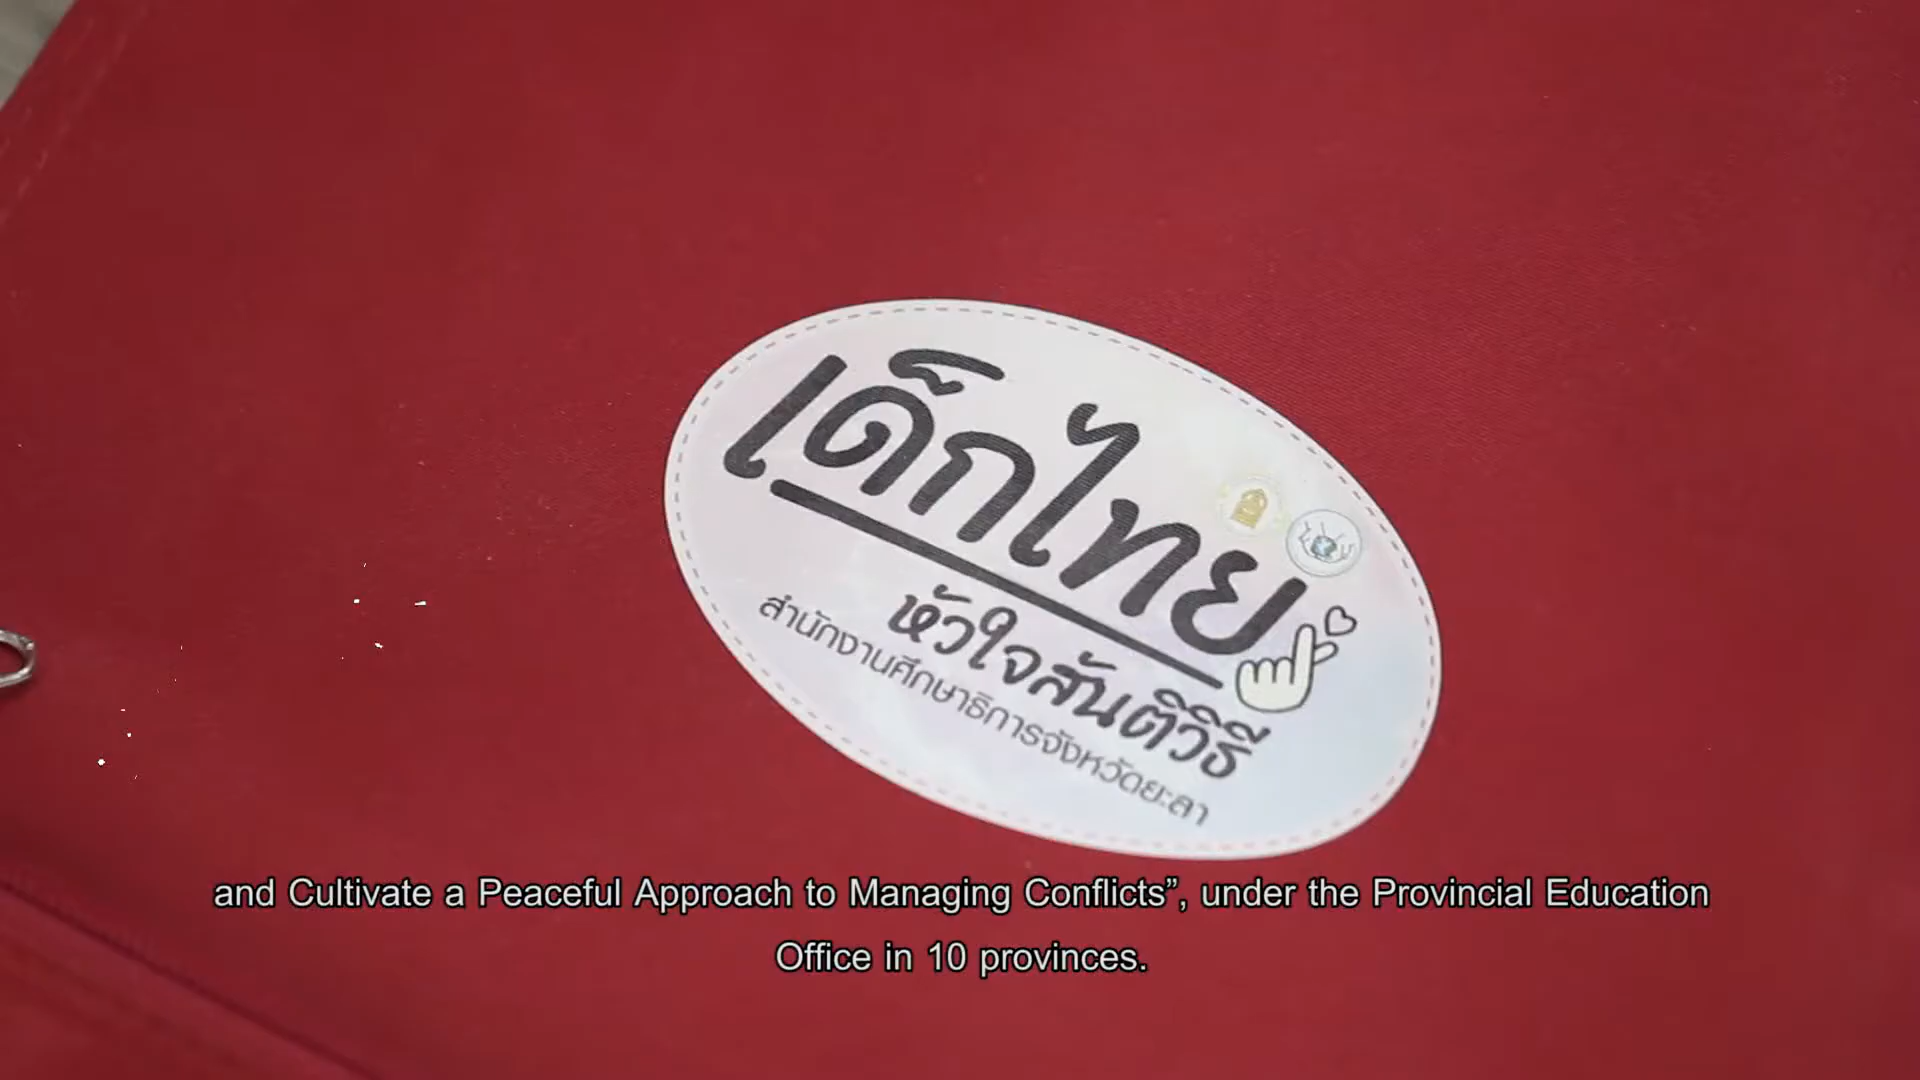 เด็กไทย
หัวใจสันติวิธี
สำนักงานศึกษาธิการจังหวัดยะลา
and Cultivate a Peaceful Approach to Managing Conflicts”, under the Provincial Education
Office in 10 provinces.